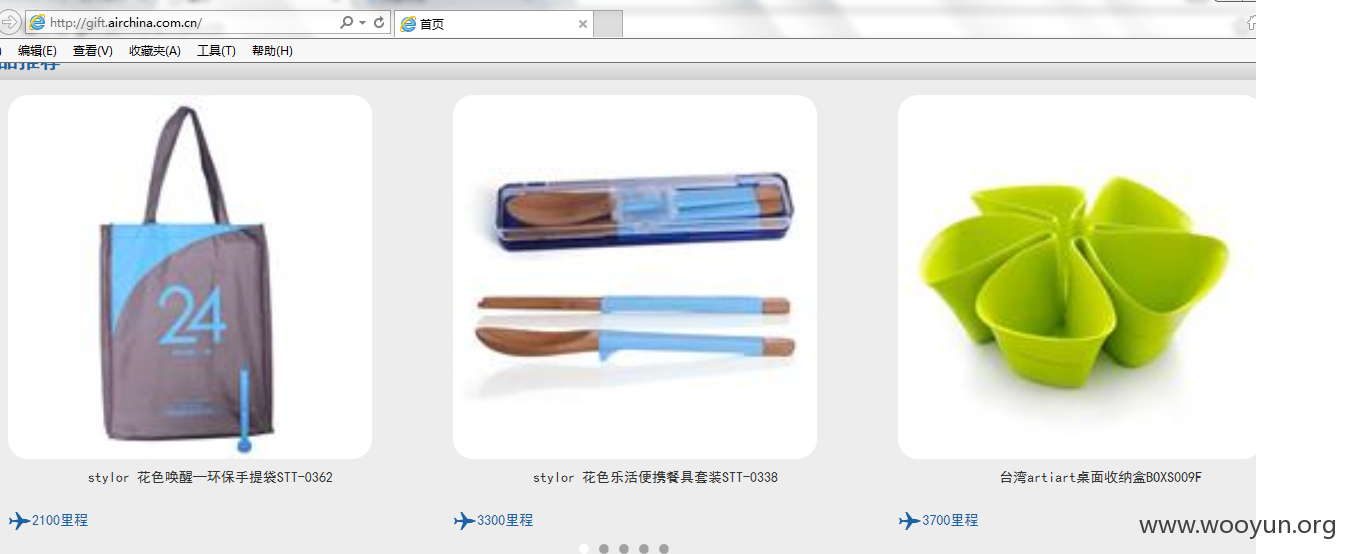 http://gift.airchina.com.cn/
首页
编辑(E) 查看(V) 收藏夹(A) 工具(T) 帮助(H)
品推荐
24
stylor 花色唤醒一环保手提袋STT-0362
stylor 花色乐活便携餐具套装STT-0338
台湾artiart桌面收纳盒BOXS009F
2100里程
3300里程
3700里程
www.wooyun.org